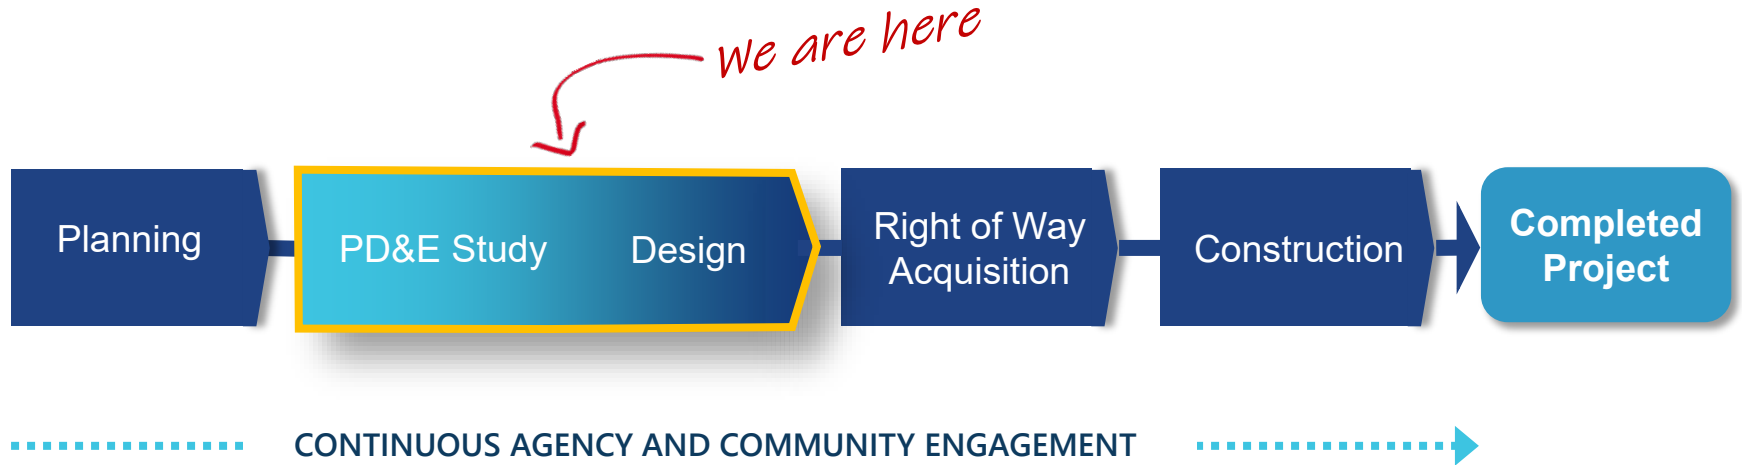 We are here
Planning
PD&E Study
Design
Right of Way
Acquisition
Construction
Completed
Project
CONTINUOUS AGENCY AND COMMUNITY ENGAGEMENT